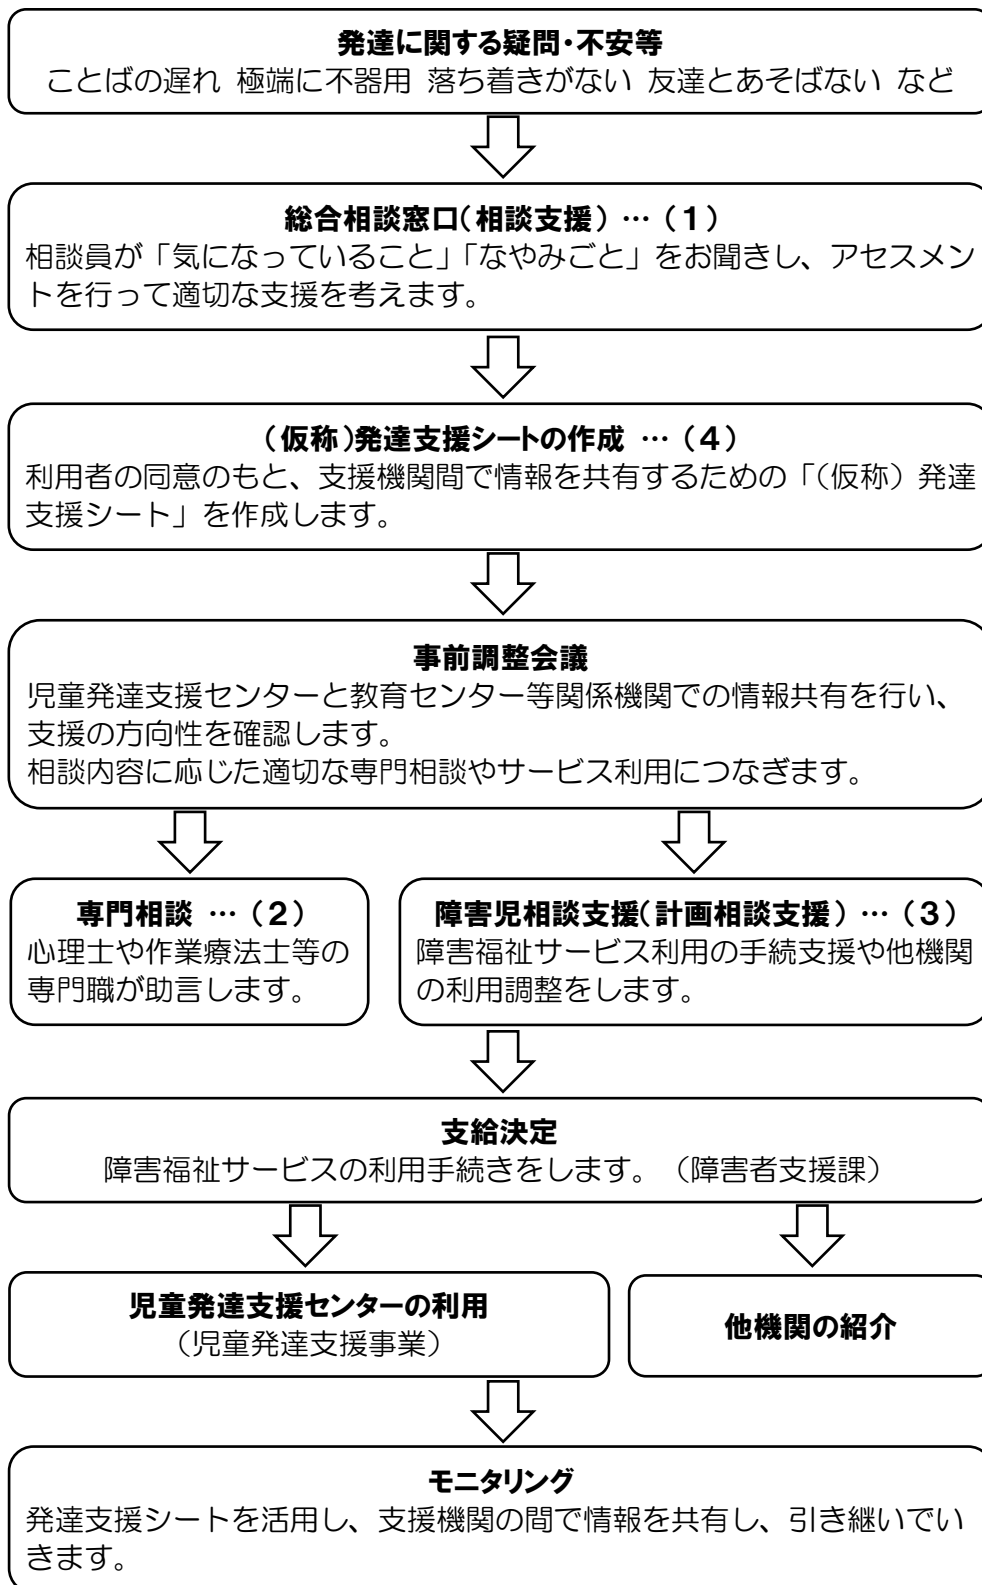 発達に関する疑問・不安等
ことばの遅れ 極端に不器用 落ち着きがない 友達とあそばない など
総合相談窓口(相談支援) …（1）
相談員が「気になっていること」「なやみごと」をお聞きし、アセスメン
トを行って適切な支援を考えます。
（仮称)発達支援シートの作成 …（4）
利用者の同意のもと、支援機関間で情報を共有するための「（仮称）発達
支援シート」を作成します。
事前調整会議
児童発達支援センターと教育センター等関係機関での情報共有を行い、
支援の方向性を確認します。
相談内容に応じた適切な専門相談やサービス利用につなぎます。
専門相談 …（2）
心理士や作業療法士等の
専門職が助言します。
障害児相談支援(計画相談支援) …（3）
障害福祉サービス利用の手続支援や他機関
の利用調整をします。
支給決定
障害福祉サービスの利用手続きをします。（障害者支援課）
児童発達支援センターの利用
（児童発達支援事業）
他機関の紹介
モニタリング
発達支援シートを活用し、支援機関の間で情報を共有し、引き継いでい
きます。